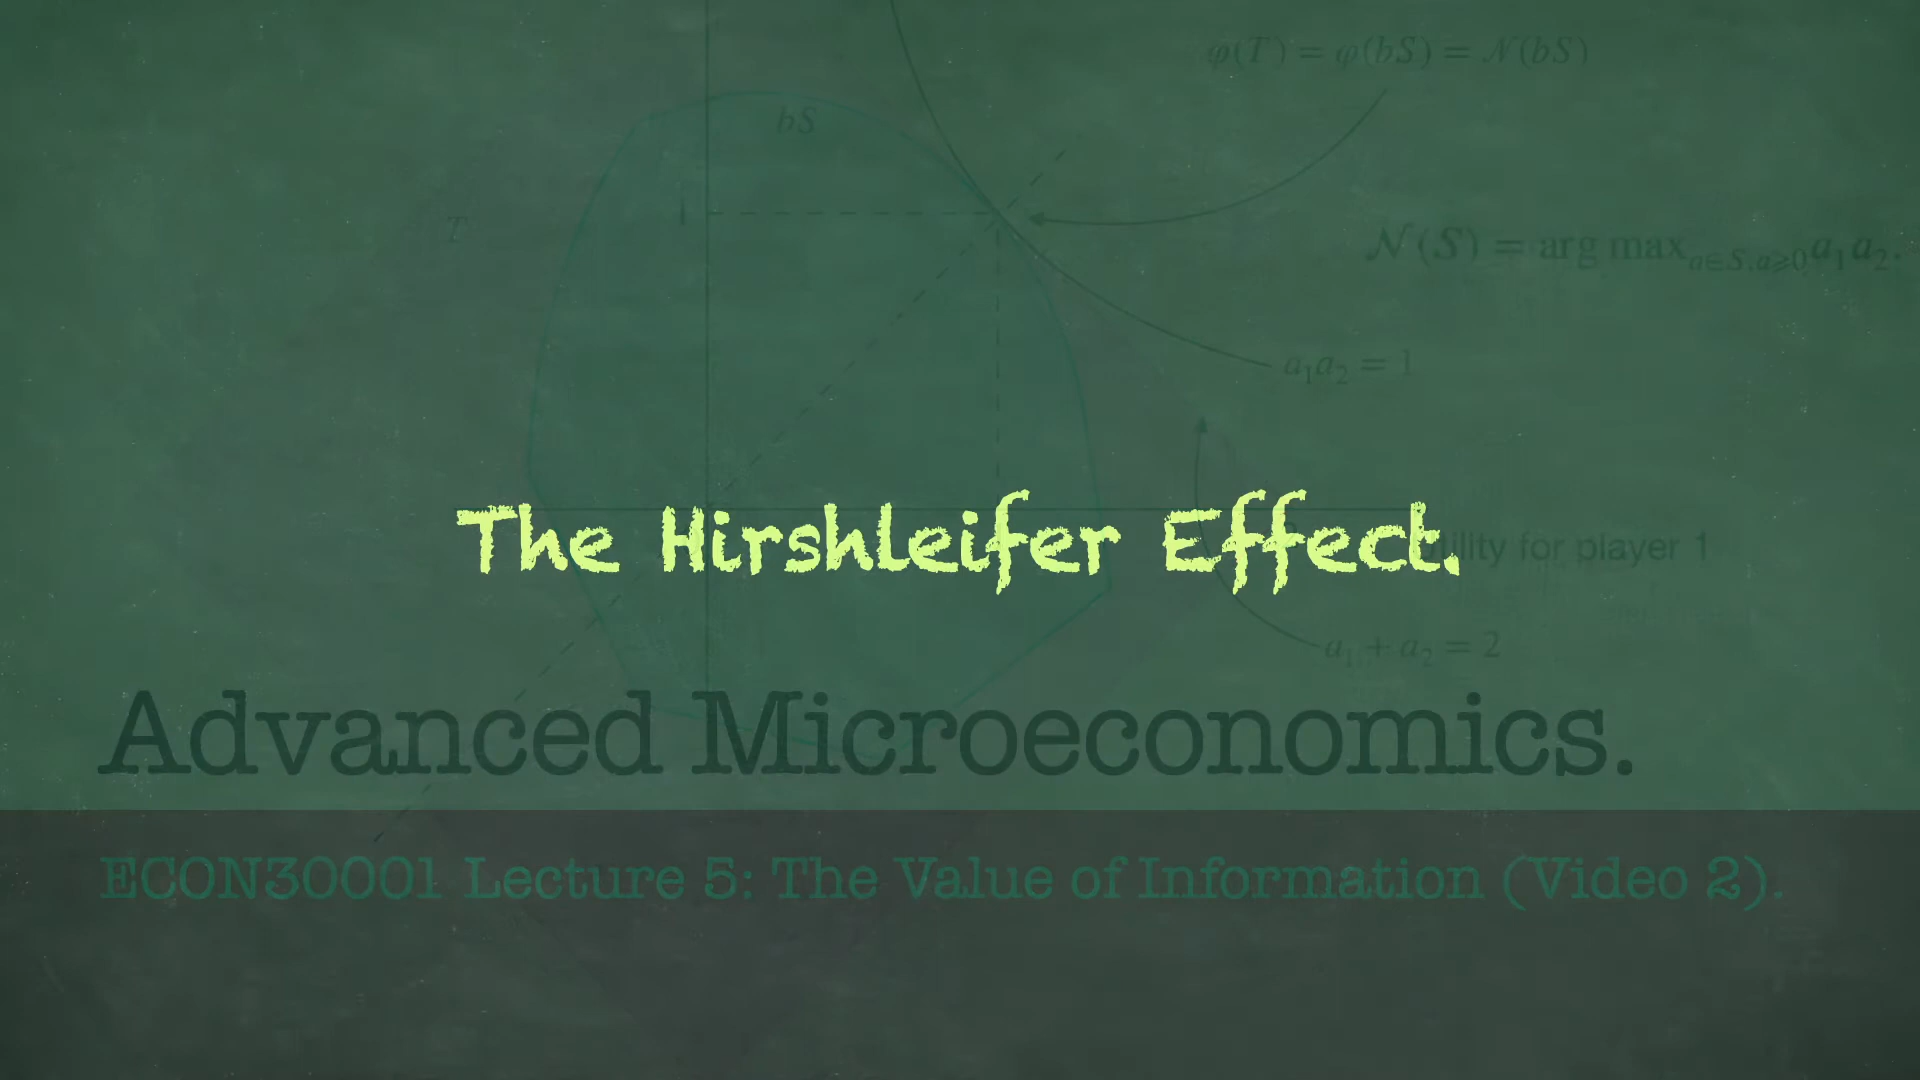 φ(T) = φ(bS) = 𝒩(bS)
bS
T
1
𝒩(S) = arg max_{a∈S,a⩾0} a₁a₂.
a₁a₂ = 1
The Hirshleifer Effect.
utility for player 1
a₁ + a₂ = 2
Advanced Microeconomics.
ECON30001 Lecture 5: The Value of Information (Video 2).